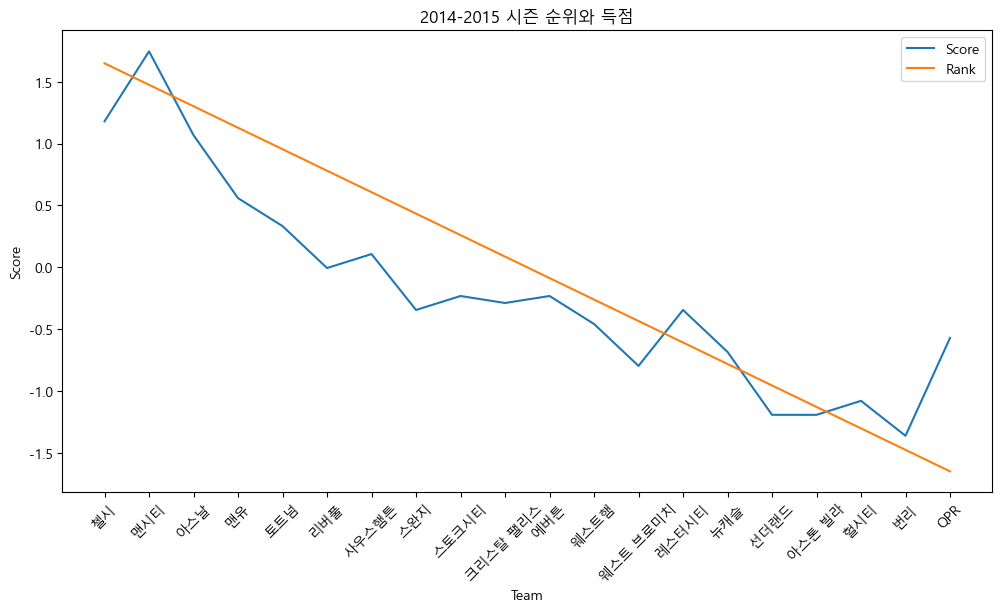 2014-2015 시즌 순위와 득점
Score
Rank
Score
1.5
1.0
0.5
0.0
-0.5
-1.0
-1.5
첼시
맨시티
아스날
맨유
토트넘
리버풀
사우스햄튼
스완지
스토크시티
크리스탈 팰리스
에버튼
웨스트햄
웨스트 브로미치
레스터시티
뉴캐슬
선더랜드
아스톤 빌라
헐시티
번리
QPR
Team